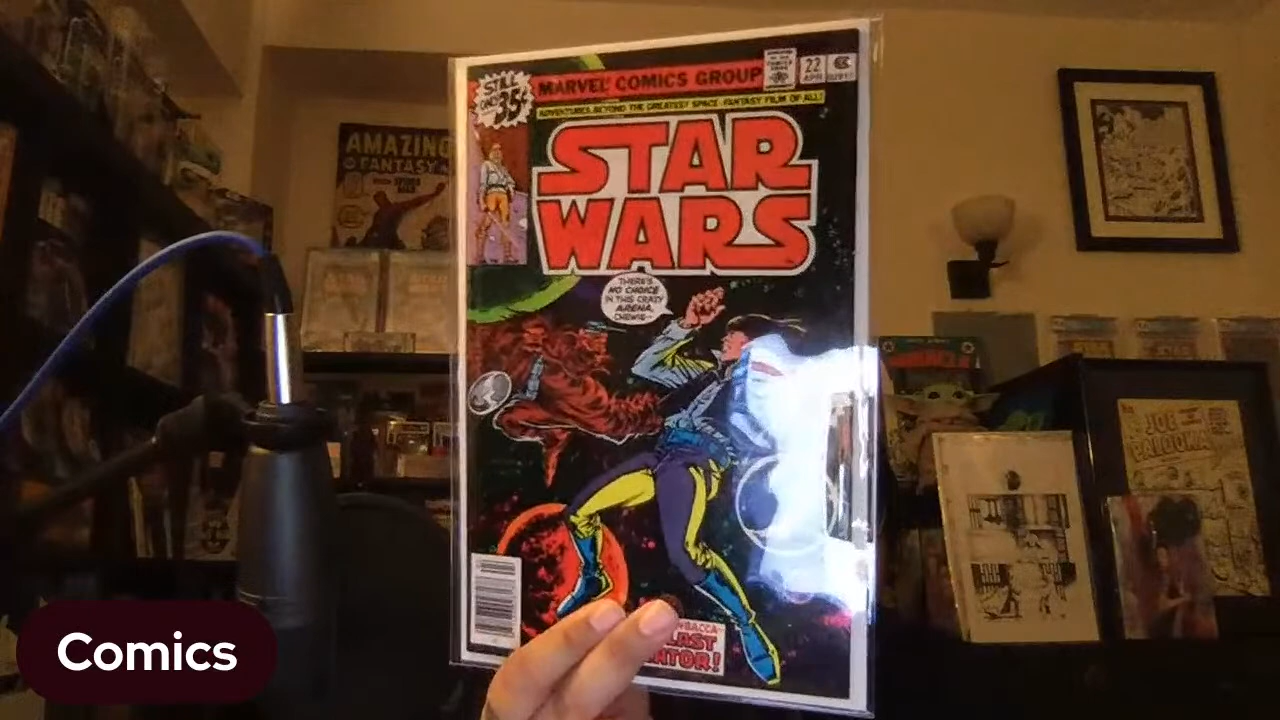 STILL
ONLY 35¢
MARVEL COMICS GROUP
22
APR
ADVENTURES BEYOND THE GREATEST SPACE-FANTASY FILM OF ALL!
STAR
WARS
THERE'S
NO CHOICE
IN THIS CRAZY
ARENA,
CHEWIE--
AMAZING
FANTASY
JOE
PALOOKA
LAST
Comics